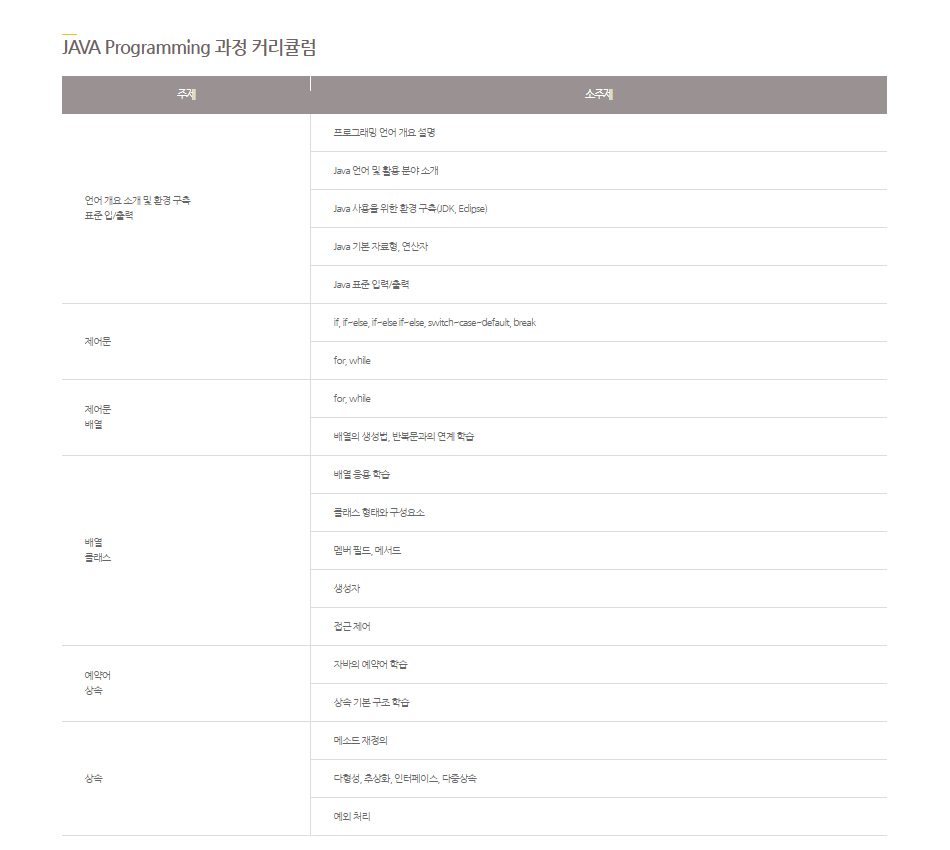 JAVA Programming 과정 커리큘럼
주제
소주제
언어 개요 소개 및 환경 구축
표준 입/출력
프로그래밍 언어 개요 설명
Java 언어 및 활용 분야 소개
Java 사용을 위한 환경 구축(JDK, Eclipse)
Java 기본 자료형, 연산자
Java 표준 입력/출력
제어문
if, if-else, if-else if-else, switch-case-default, break
for, while
제어문
배열
for, while
배열의 생성법, 반복문과의 연계 학습
배열
클래스
배열 응용 학습
클래스 형태와 구성요소
멤버 필드, 메서드
생성자
접근 제어
예약어
상속
자바의 예약어 학습
상속 기본 구조 학습
상속
메소드 재정의
다형성, 추상화, 인터페이스, 다중상속
예외 처리